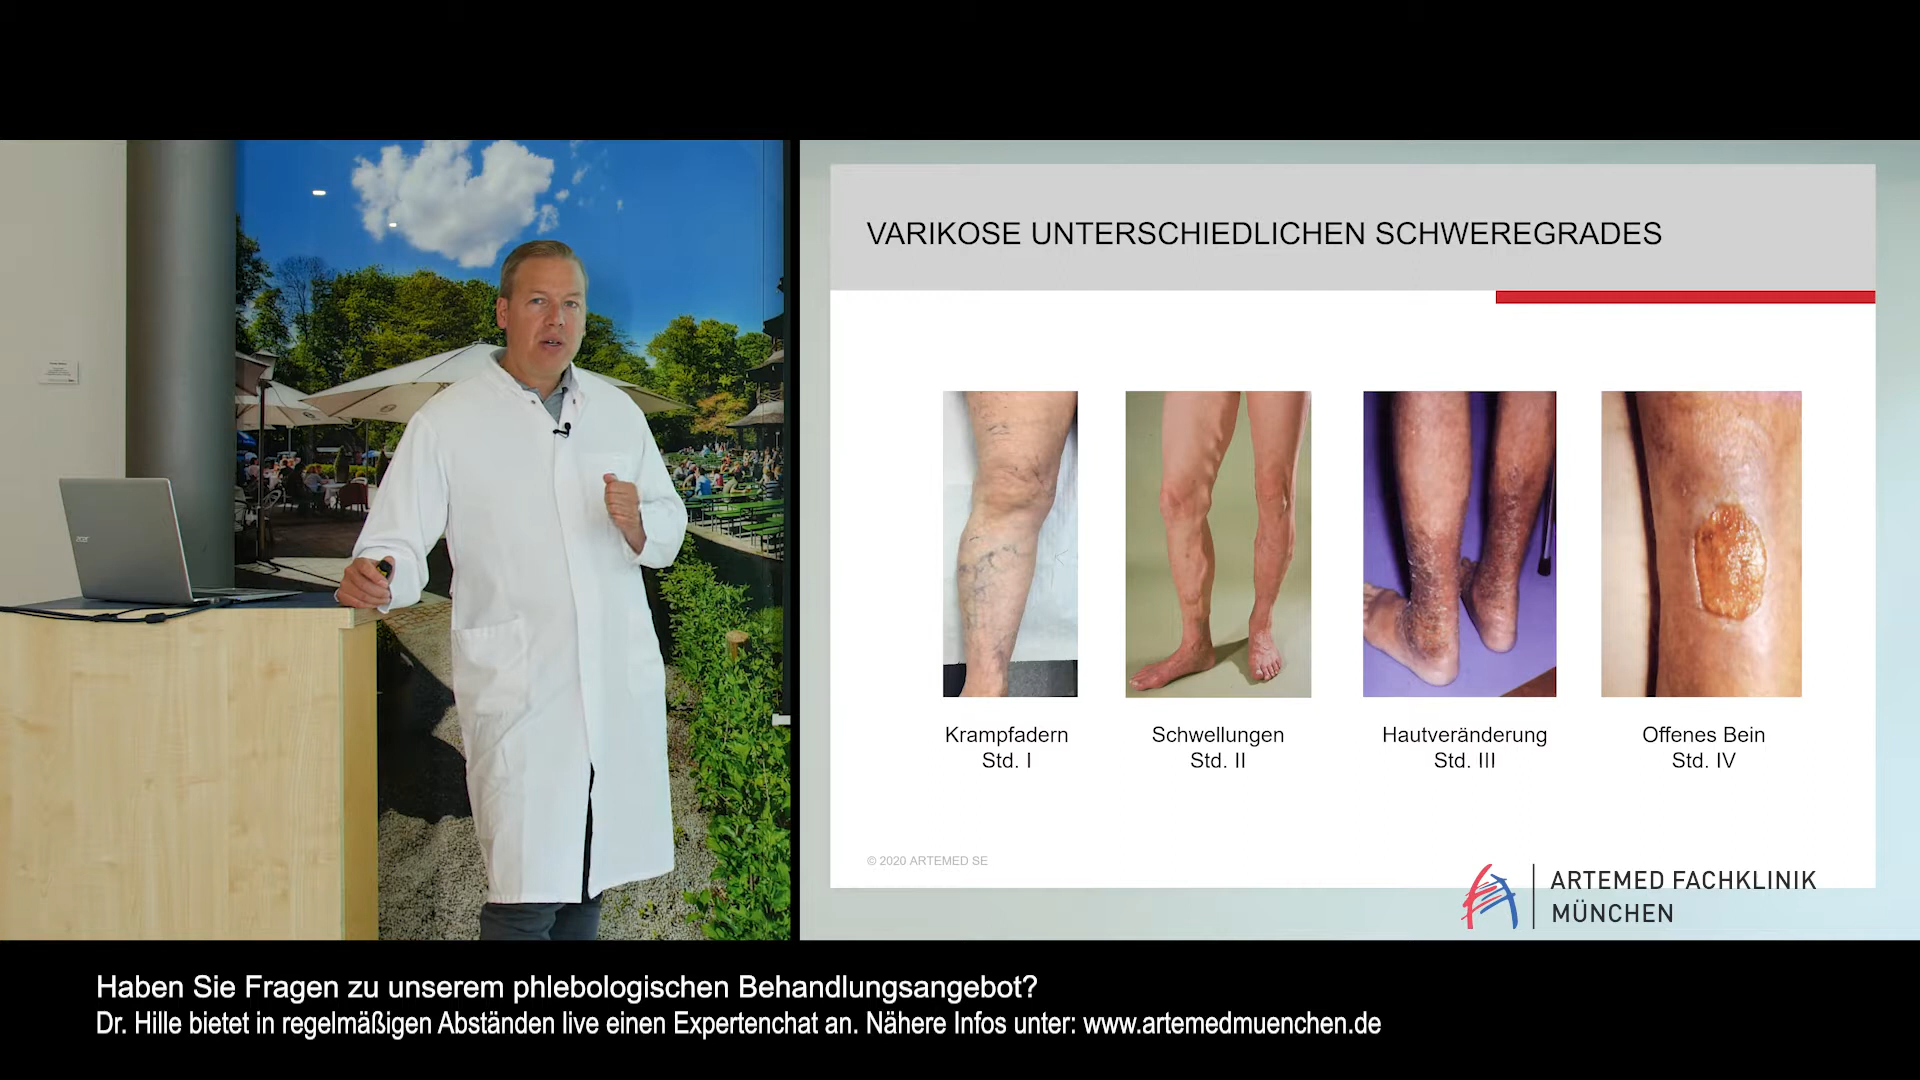 acer
VARIKOSE UNTERSCHIEDLICHEN SCHWEREGRADES
Krampfadern
Std. I
Schwellungen
Std. II
Hautveränderung
Std. III
Offenes Bein
Std. IV
© 2020 ARTEMED SE
ARTEMED FACHKLINIK
MÜNCHEN
Haben Sie Fragen zu unserem phlebologischen Behandlungsangebot?
Dr. Hille bietet in regelmäßigen Abständen live einen Expertenchat an. Nähere Infos unter: www.artemedmuenchen.de